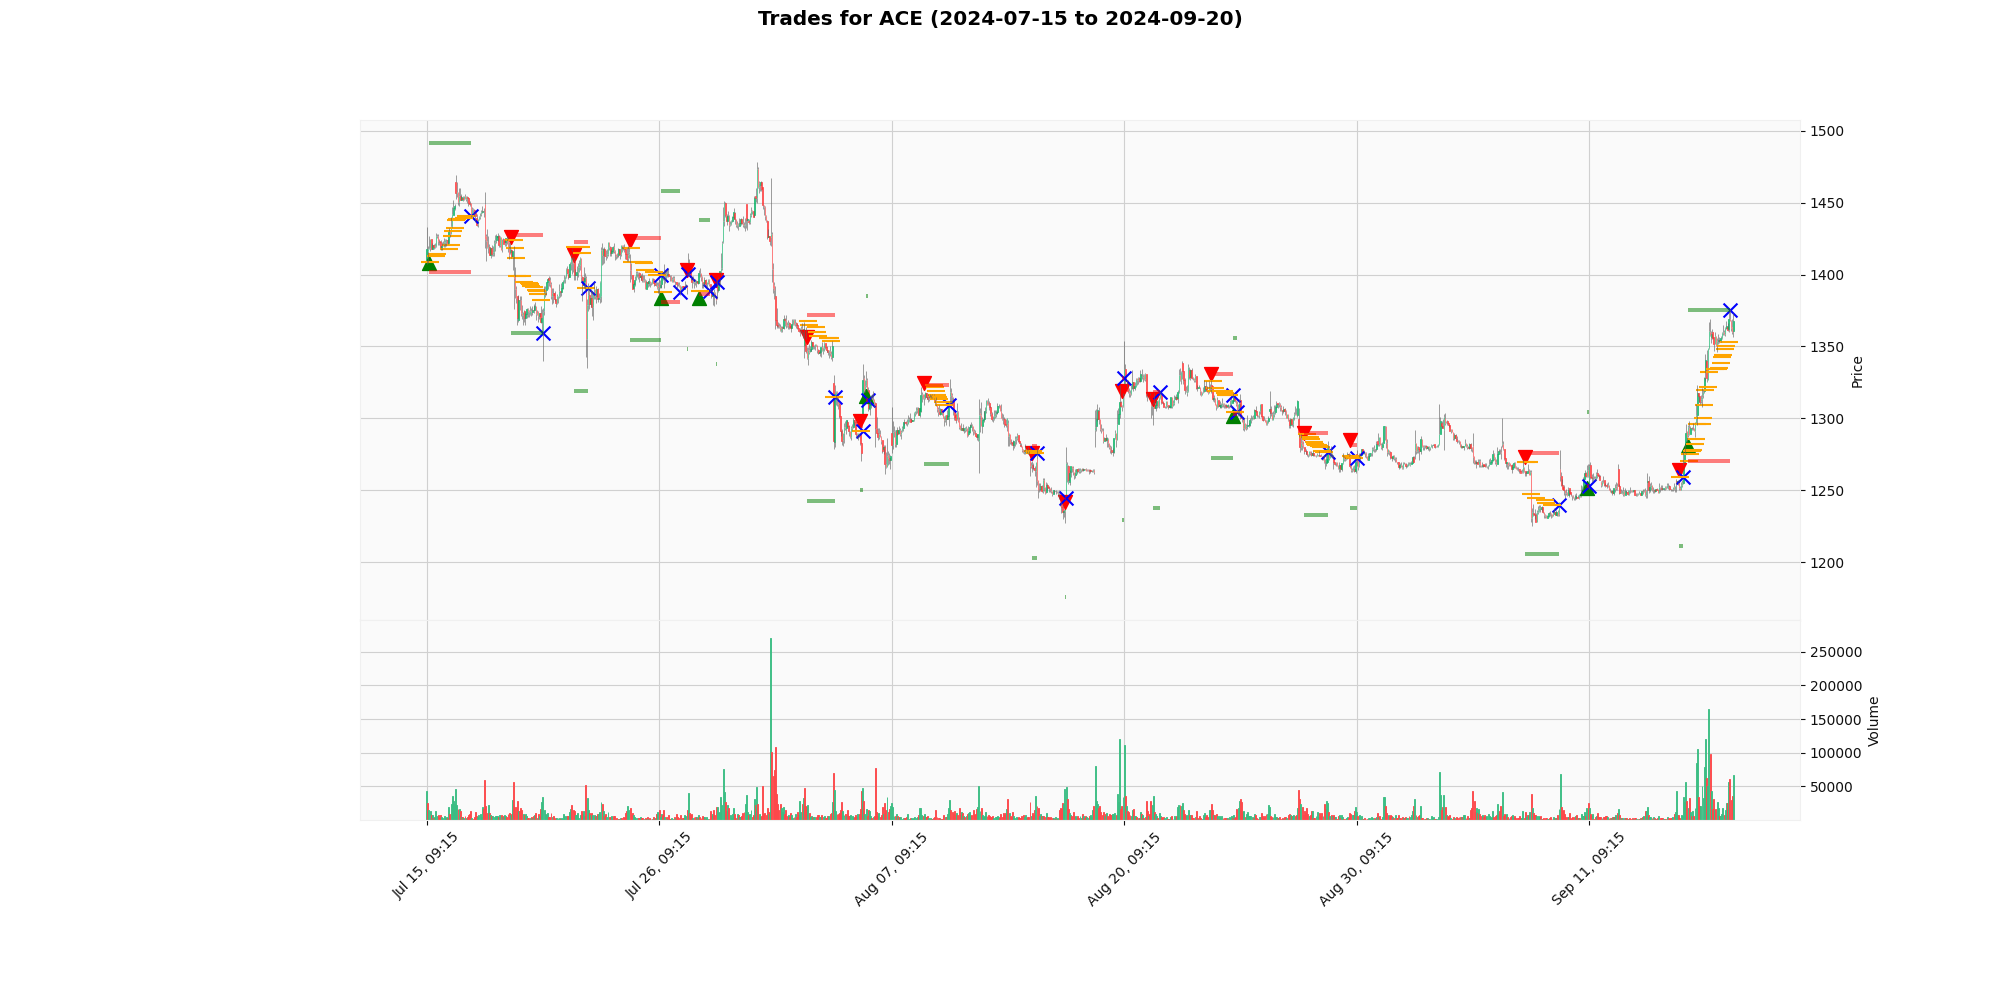 Trades for ACE (2024-07-15 to 2024-09-20)
1500
1450
1400
1350
1300
1250
1200
Price
250000
200000
150000
100000
50000
Volume
Jul 15, 09:15
Jul 26, 09:15
Aug 07, 09:15
Aug 20, 09:15
Aug 30, 09:15
Sep 11, 09:15